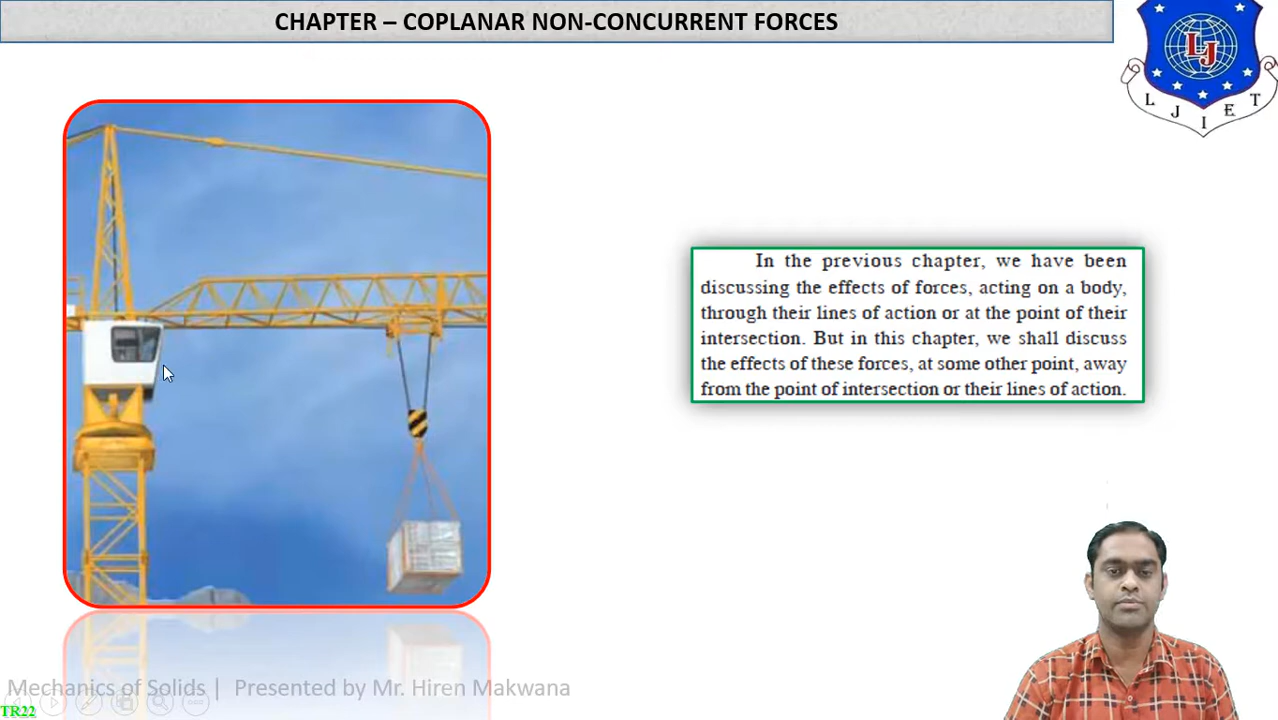 CHAPTER – COPLANAR NON-CONCURRENT FORCES
LJ
L J I E T
In the previous chapter, we have been
discussing the effects of forces, acting on a body,
through their lines of action or at the point of their
intersection. But in this chapter, we shall discuss
the effects of these forces, at some other point, away
from the point of intersection or their lines of action.
Mechanics of Solids | Presented by Mr. Hiren Makwana
TR22